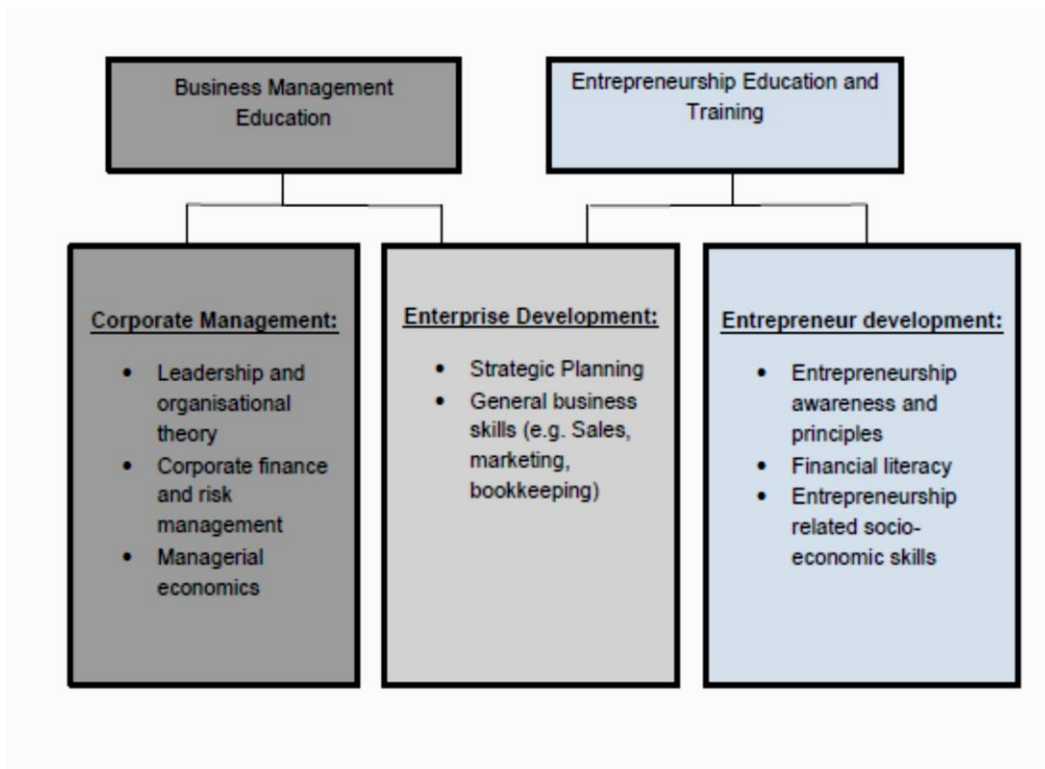 Business Management
Education
Entrepreneurship Education and
Training
Corporate Management:
• Leadership and
organisational
theory
• Corporate finance
and risk
management
• Managerial
economics
Enterprise Development:
• Strategic Planning
• General business
skills (e.g. Sales,
marketing,
bookkeeping)
Entrepreneur development:
• Entrepreneurship
awareness and
principles
• Financial literacy
• Entrepreneurship
related socio-
economic skills